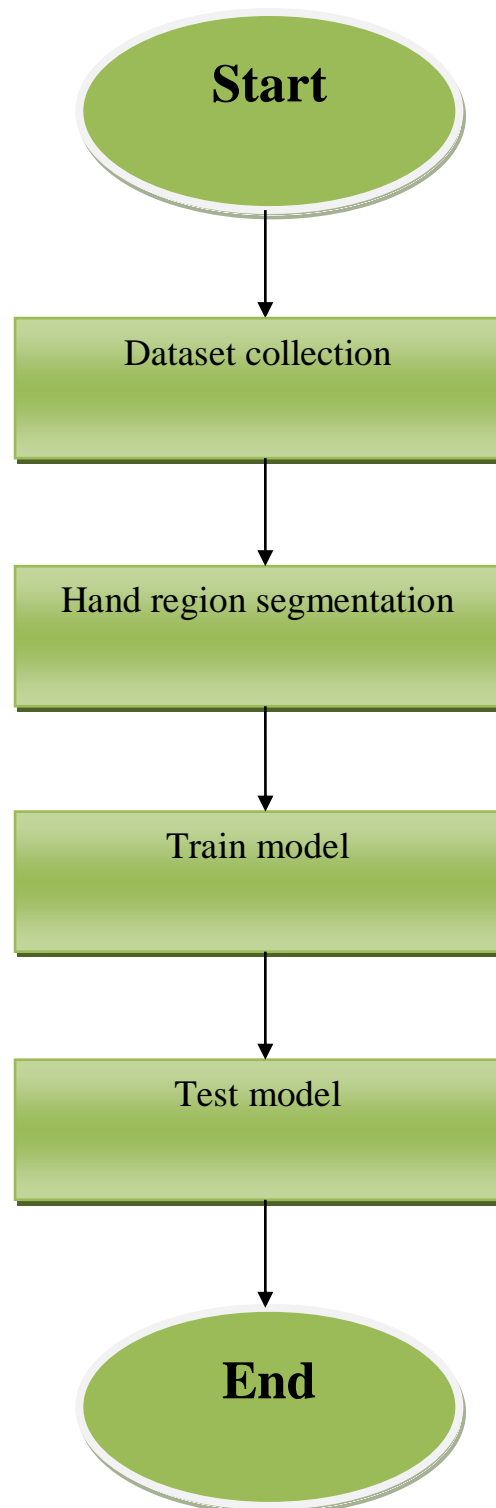 Start
Dataset collection
Hand region segmentation
Train model
Test model
End